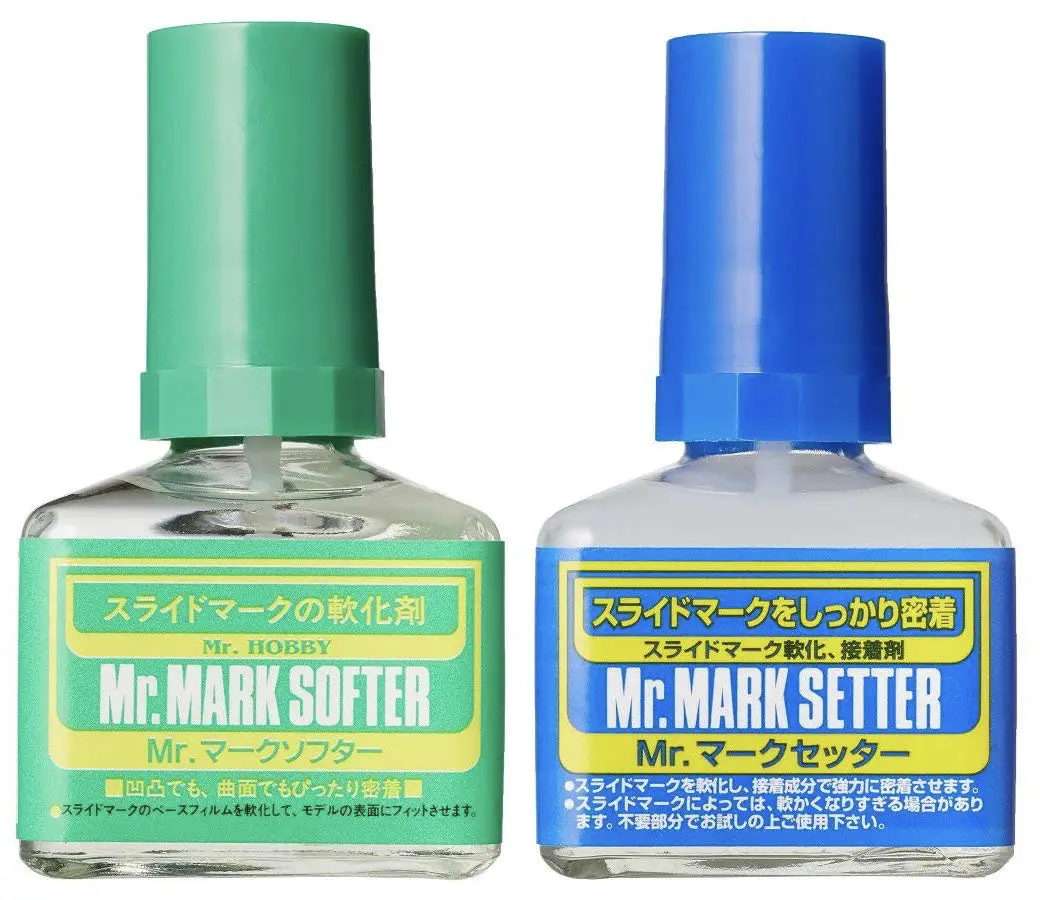 スライドマークの軟化剤
Mr. HOBBY
Mr. MARK SOFTER
Mr.マークソフター
■凹凸でも、曲面でもぴったり密着■
●スライドマークのベースフィルムを軟化して、モデルの表面にフィットさせます。
スライドマークをしっかり密着
スライドマーク軟化、接着剤
Mr. MARK SETTER
Mr.マークセッター
●スライドマークを軟化し、接着成分で強力に密着させます。
●スライドマークによっては、軟かくなりすぎる場合があり
ます。不要部分でお試しの上ご使用下さい。